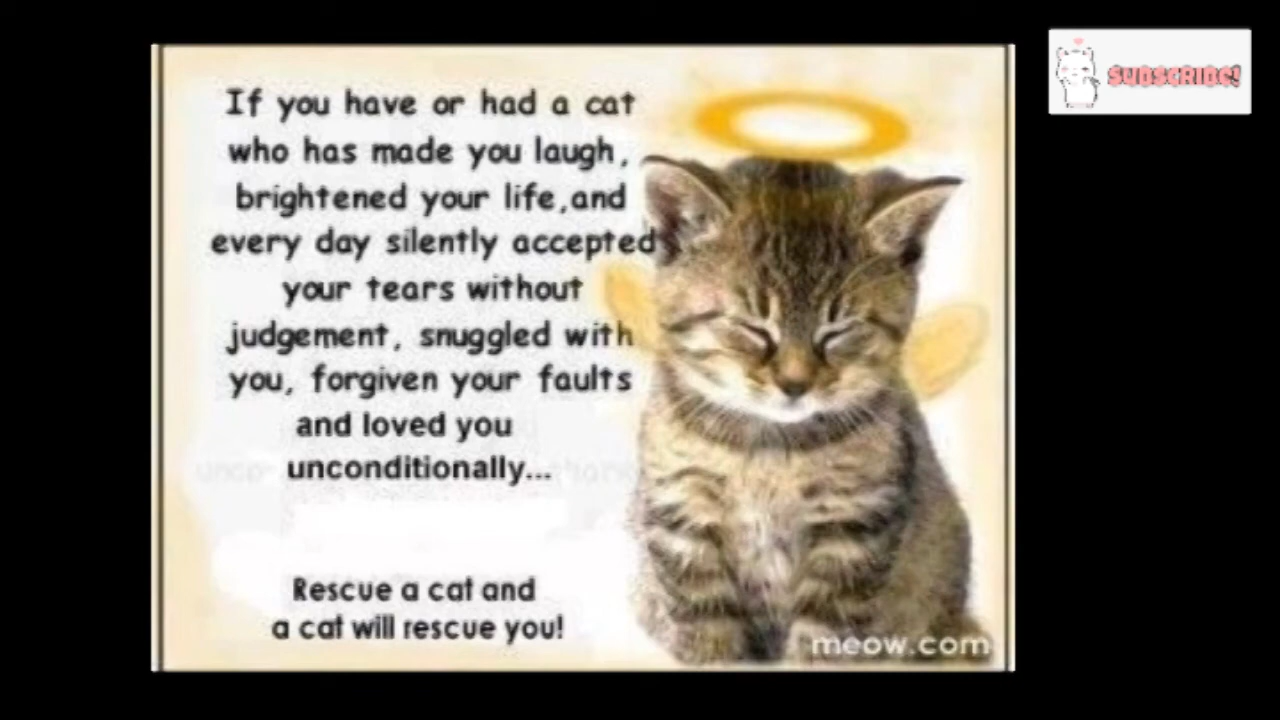 If you have or had a cat
who has made you laugh,
brightened your life,and
every day silently accepted
your tears without
judgement, snuggled with
you, forgiven your faults
and loved you
unconditionally...
Rescue a cat and
a cat will rescue you!
meow.com
SUBSCRIBE!